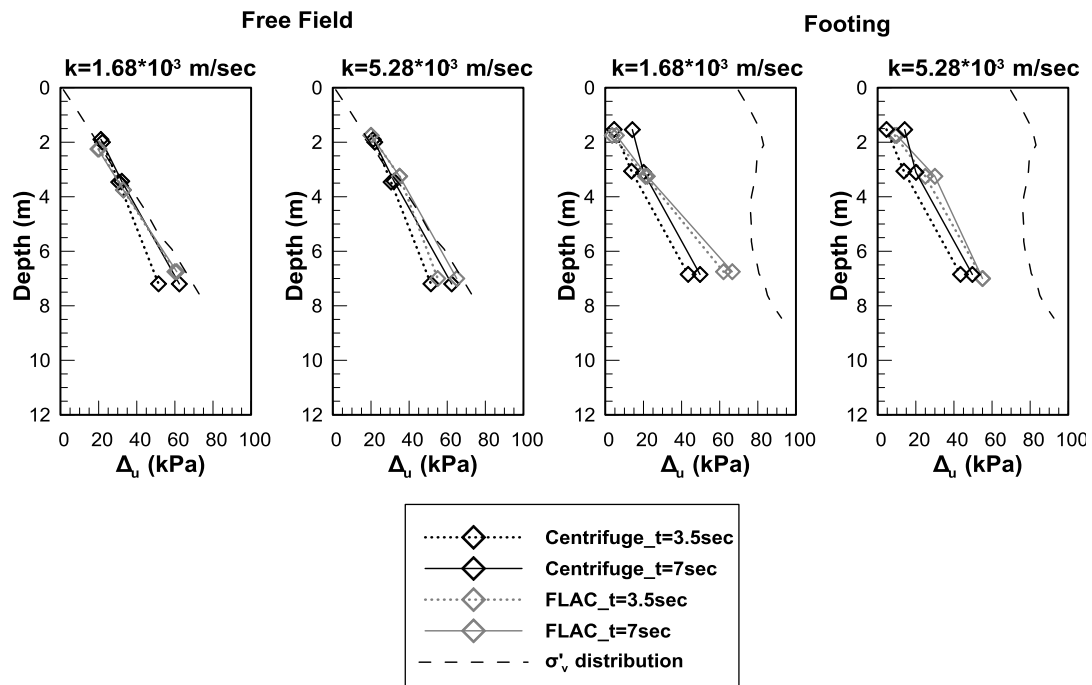 Free Field
Footing
k=1.68*10³ m/sec
k=5.28*10³ m/sec
k=1.68*10³ m/sec
k=5.28*10³ m/sec
0
2
4
6
8
10
12
Depth (m)
0 20 40 60 80 100
Δu (kPa)
0
2
4
6
8
10
12
Depth (m)
0 20 40 60 80 100
Δu (kPa)
0
2
4
6
8
10
12
Depth (m)
0 20 40 60 80 100
Δu (kPa)
0
2
4
6
8
10
12
Depth (m)
0 20 40 60 80 100
Δu (kPa)
Centrifuge_t=3.5sec
Centrifuge_t=7sec
FLAC_t=3.5sec
FLAC_t=7sec
σ'v distribution